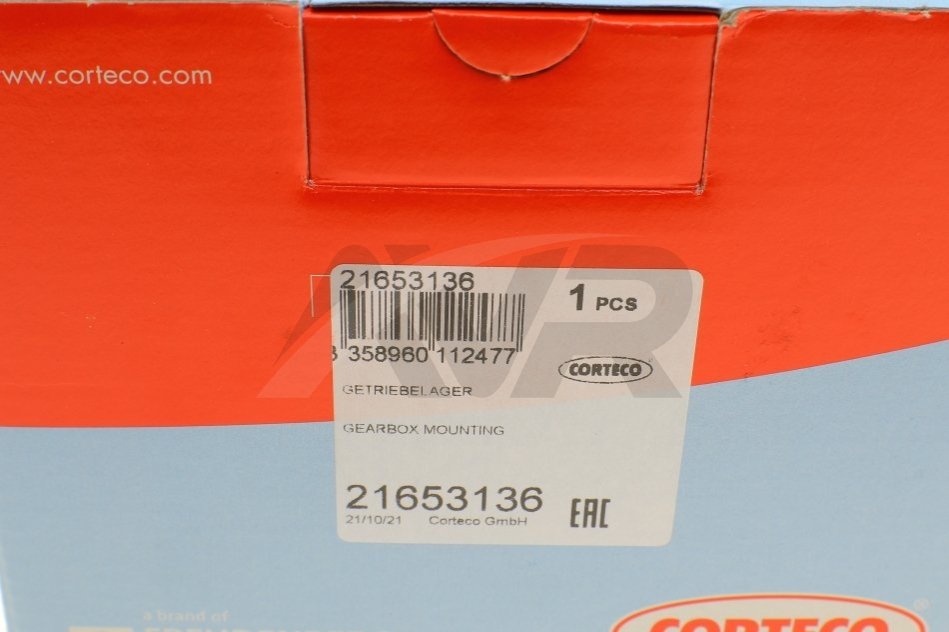 www.corteco.com
21653136
1 PCS
358960 112477
CORTECO
GETRIEBELAGER
GEARBOX MOUNTING
21653136
21/10/21 Corteco GmbH
EAC
AVR
a brand of
CORTECO ®